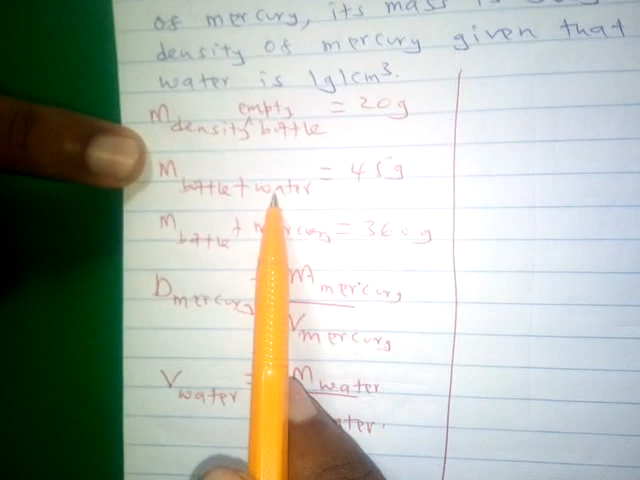 of mercury, its mass is
density of mercury given that
water is 1g/cm³.
M empty density bottle = 20g
M bottle + water = 45g
M bottle + mercury = 360g
D mercury = M mercury
V mercury
V water = M water